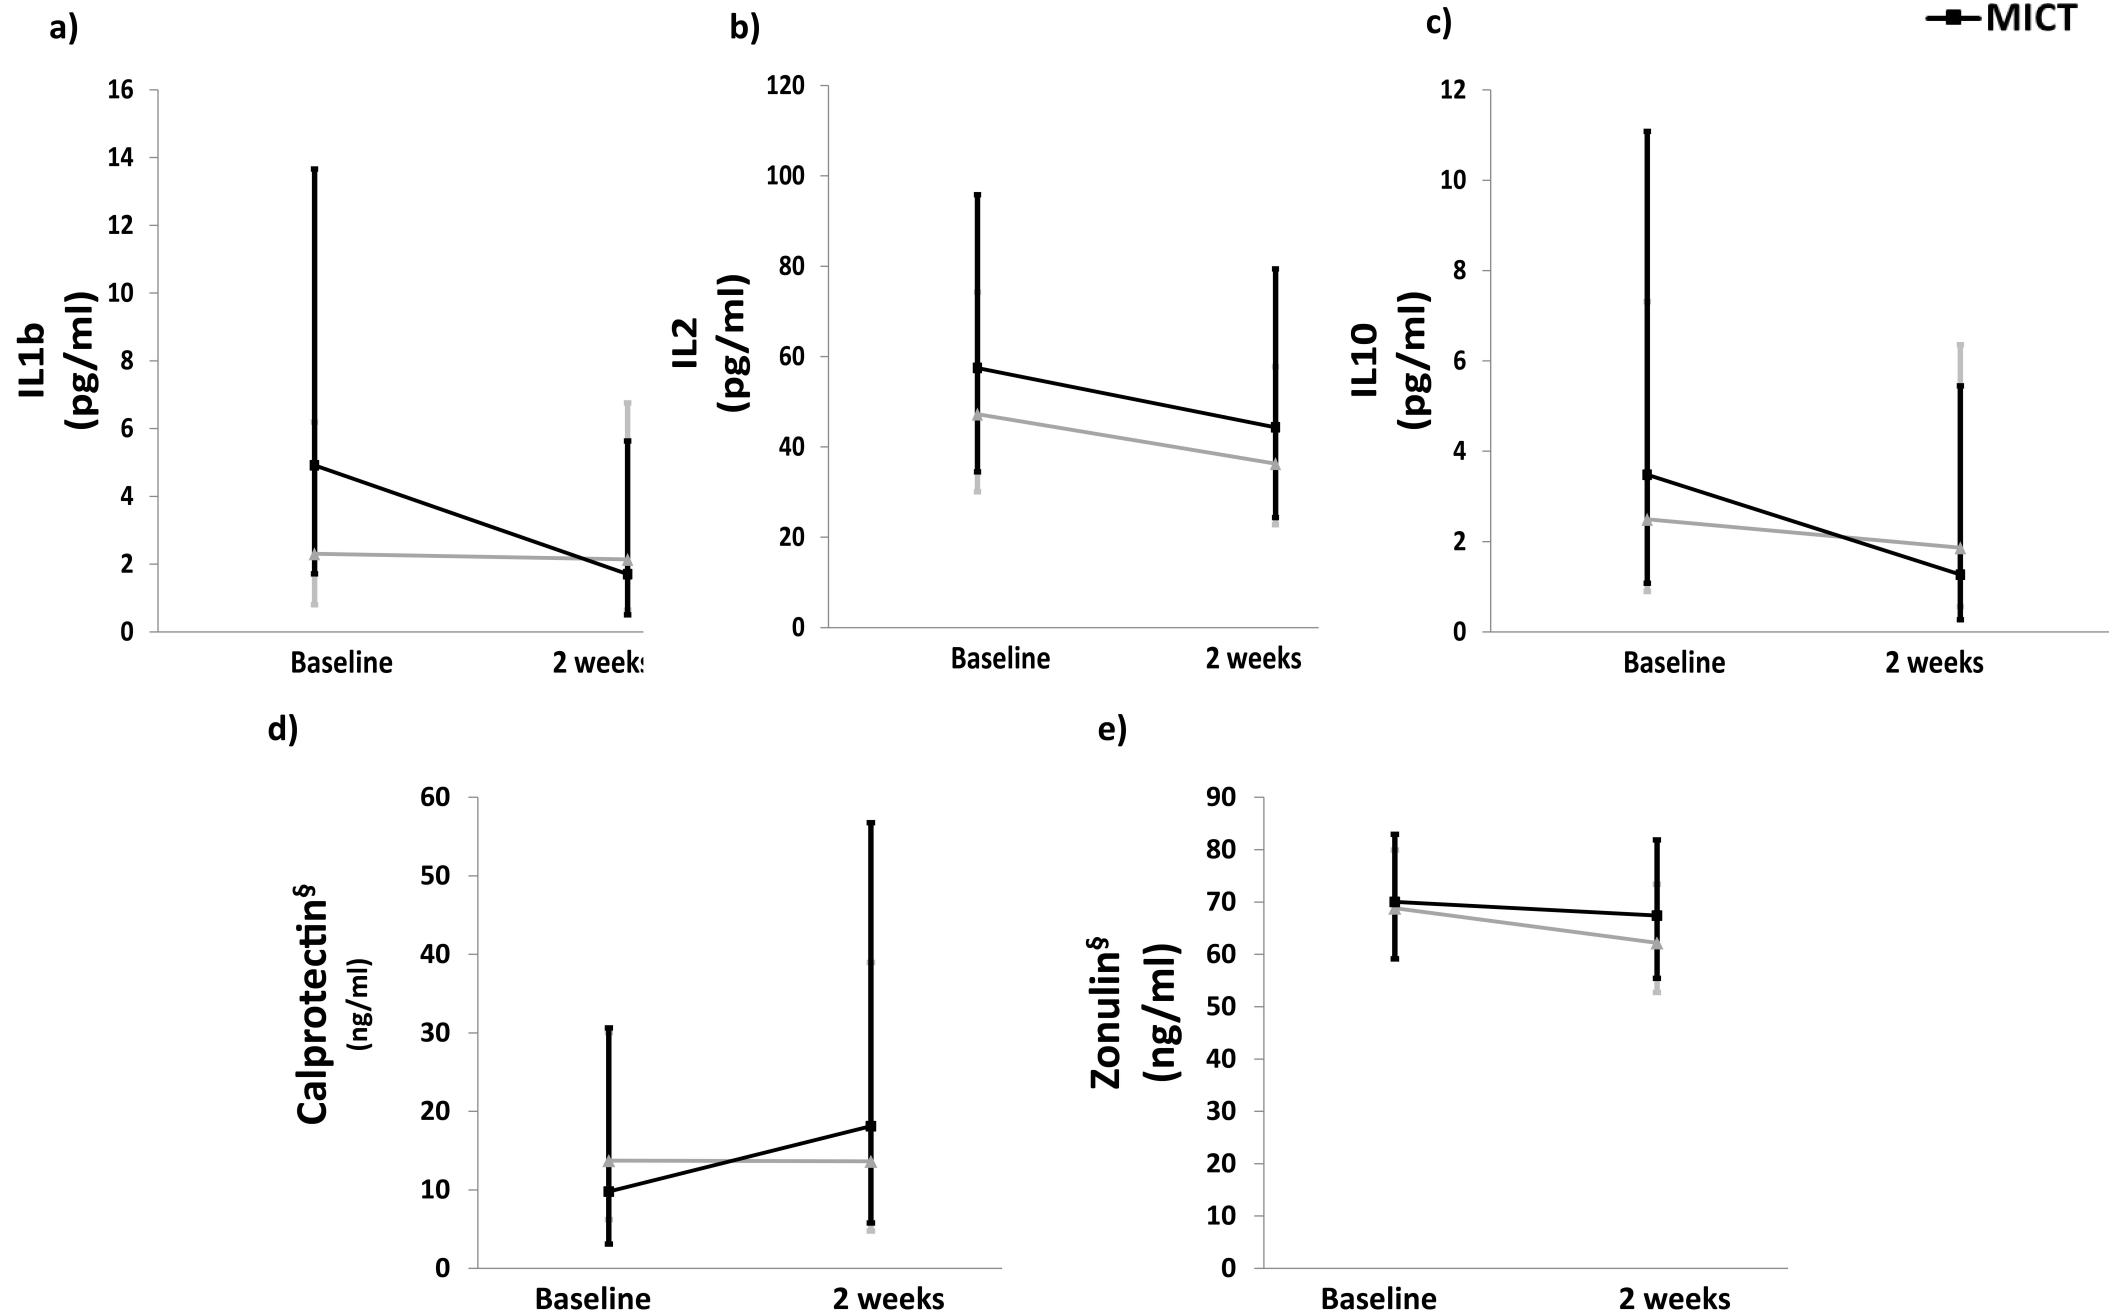 a)
b)
c)
MICT
16
14
12
10
8
6
4
2
0
IL1b
(pg/ml)
Baseline
2 weeks
120
100
80
60
40
20
0
IL2
(pg/ml)
Baseline
2 weeks
12
10
8
6
4
2
0
IL10
(pg/ml)
Baseline
2 weeks
d)
e)
60
50
40
30
20
10
0
Calprotectin§
(ng/ml)
Baseline
2 weeks
90
80
70
60
50
40
30
20
10
0
Zonulin§
(ng/ml)
Baseline
2 weeks